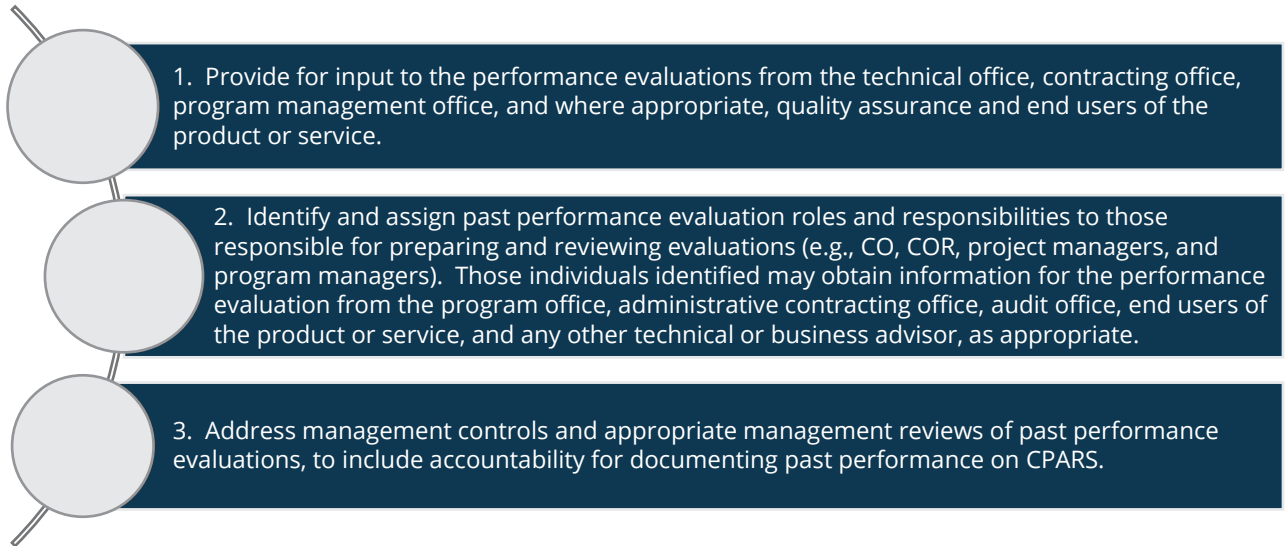 1. Provide for input to the performance evaluations from the technical office, contracting office,
program management office, and where appropriate, quality assurance and end users of the
product or service.
2. Identify and assign past performance evaluation roles and responsibilities to those
responsible for preparing and reviewing evaluations (e.g., CO, COR, project managers, and
program managers). Those individuals identified may obtain information for the performance
evaluation from the program office, administrative contracting office, audit office, end users of
the product or service, and any other technical or business advisor, as appropriate.
3. Address management controls and appropriate management reviews of past performance
evaluations, to include accountability for documenting past performance on CPARS.